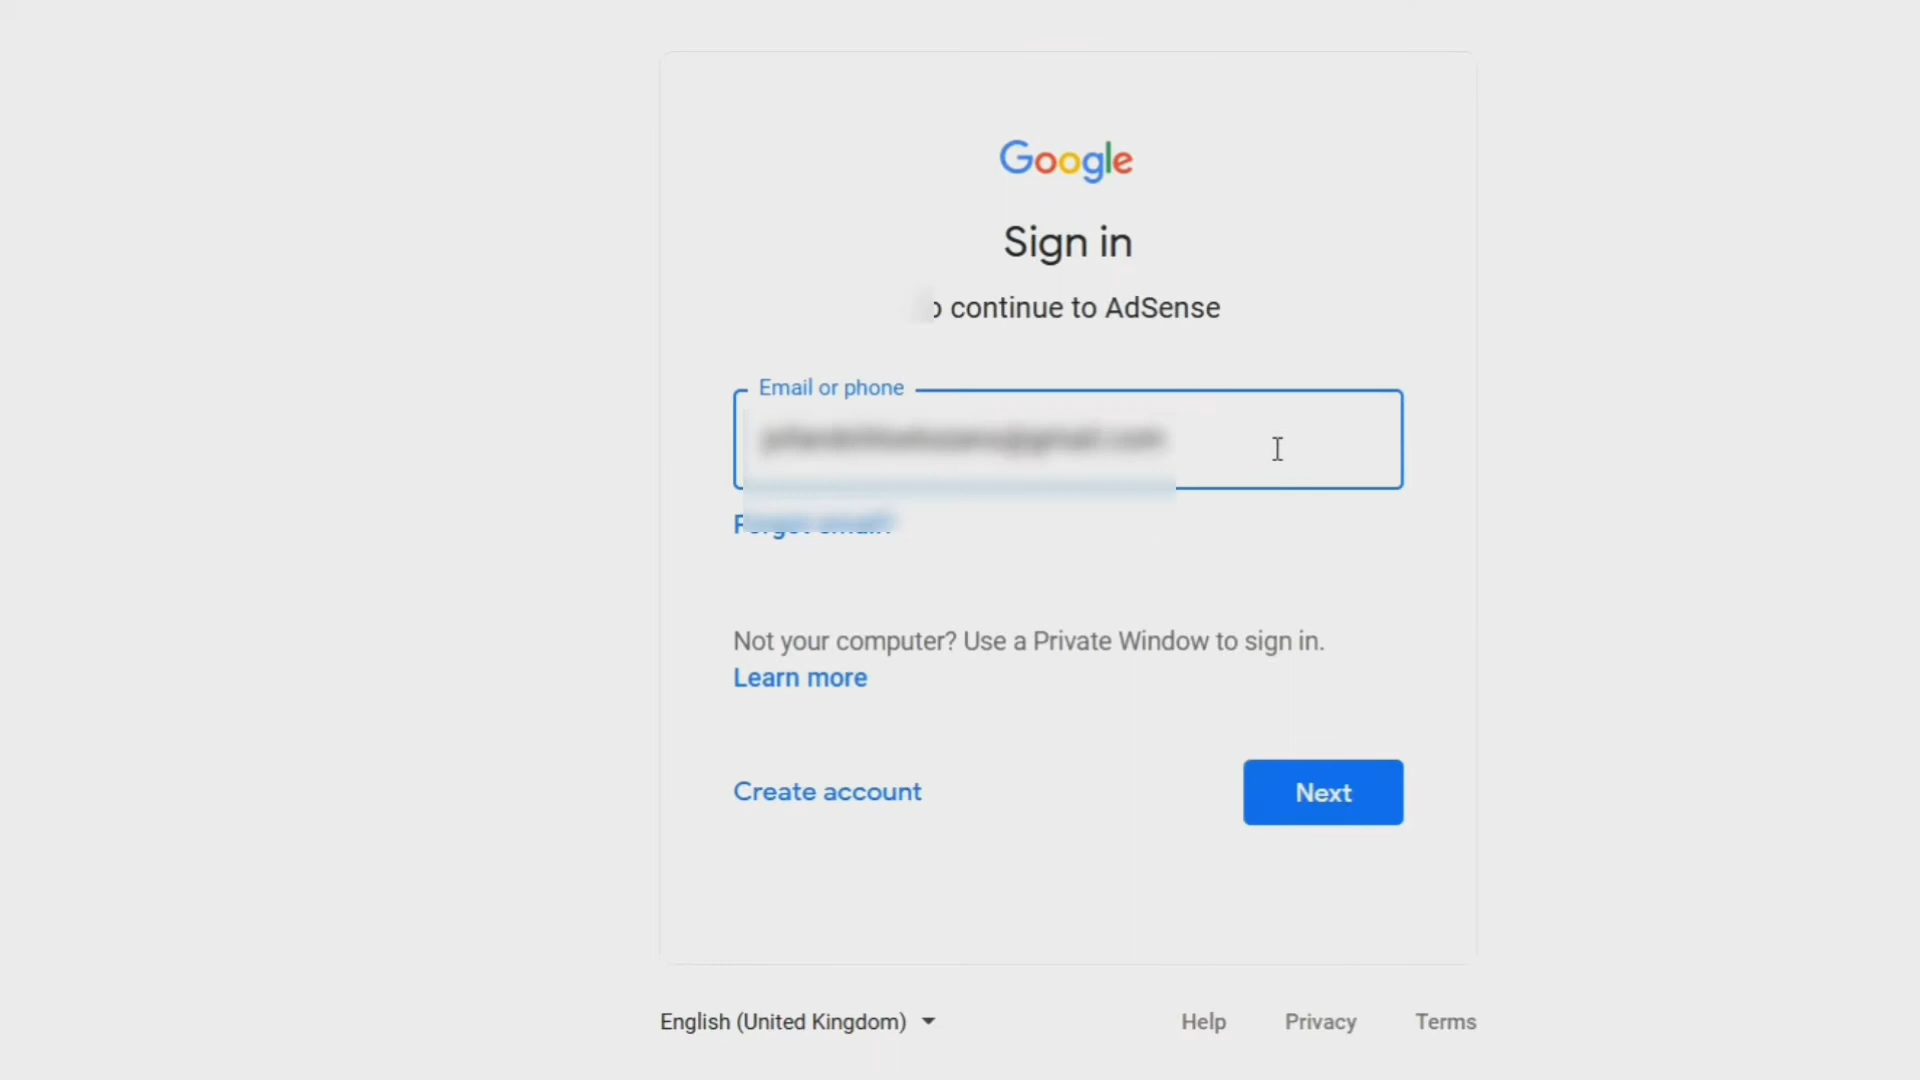 Google
Sign in
continue to AdSense
Email or phone
Not your computer? Use a Private Window to sign in.
Learn more
Create account
Next
English (United Kingdom)
Help
Privacy
Terms